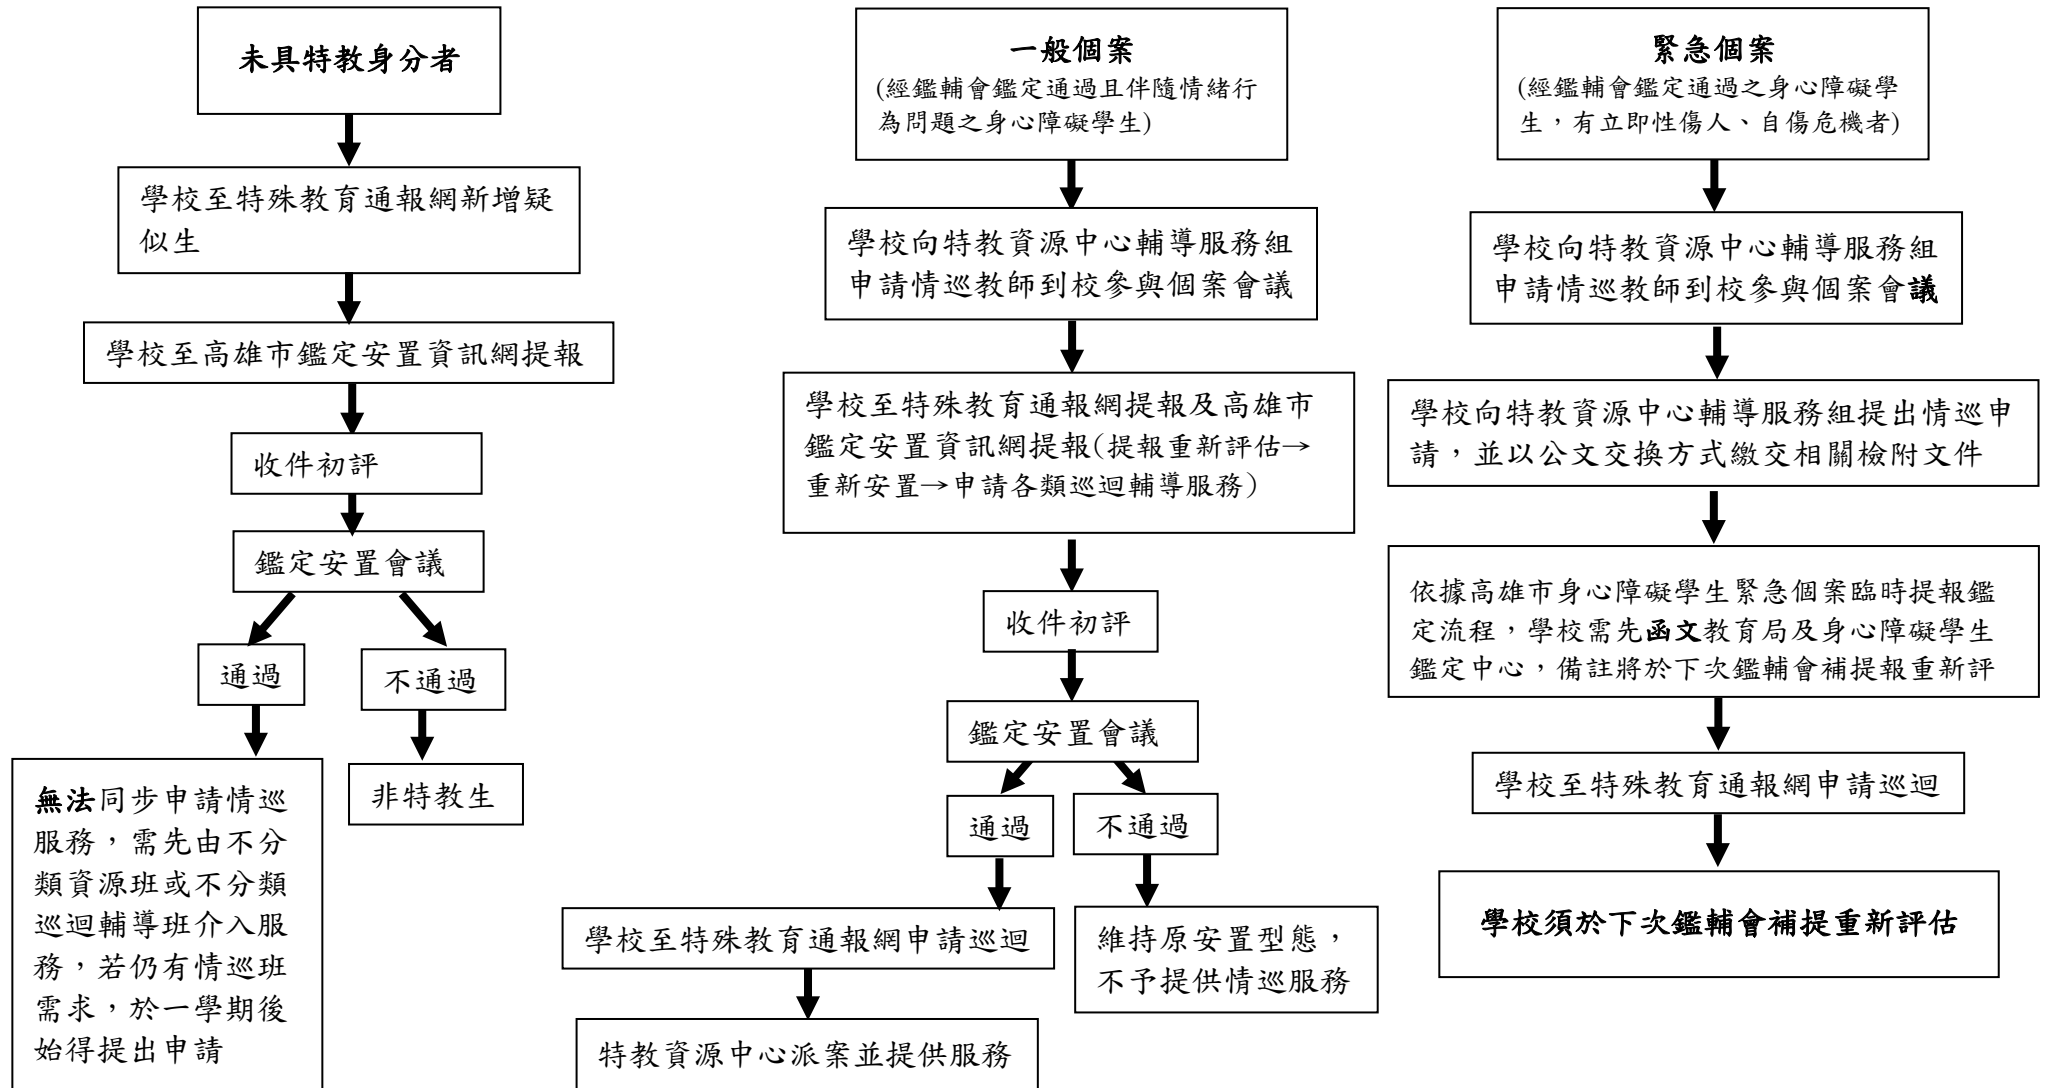 未具特教身分者
學校至特殊教育通報網新增疑
似生
學校至高雄市鑑定安置資訊網提報
收件初評
鑑定安置會議
通過
不通過
無法同步申請情巡
服務，需先由不分
類資源班或不分類
巡迴輔導班介入服
務，若仍有情巡班
需求，於一學期後
始得提出申請
非特教生
一般個案
(經鑑輔會鑑定通過且伴隨情緒行
為問題之身心障礙學生)
學校向特教資源中心輔導服務組
申請情巡教師到校參與個案會議
學校至特殊教育通報網提報及高雄市
鑑定安置資訊網提報(提報重新評估→
重新安置→申請各類巡迴輔導服務)
收件初評
鑑定安置會議
通過
不通過
學校至特殊教育通報網申請巡迴
特教資源中心派案並提供服務
維持原安置型態，
不予提供情巡服務
緊急個案
(經鑑輔會鑑定通過之身心障礙學
生，有立即性傷人、自傷危機者)
學校向特教資源中心輔導服務組
申請情巡教師到校參與個案會議
學校向特教資源中心輔導服務組提出情巡申
請，並以公文交換方式繳交相關檢附文件
依據高雄市身心障礙學生緊急個案臨時提報鑑
定流程，學校需先函文教育局及身心障礙學生
鑑定中心，備註將於下次鑑輔會補提報重新評
學校至特殊教育通報網申請巡迴
學校須於下次鑑輔會補提重新評估